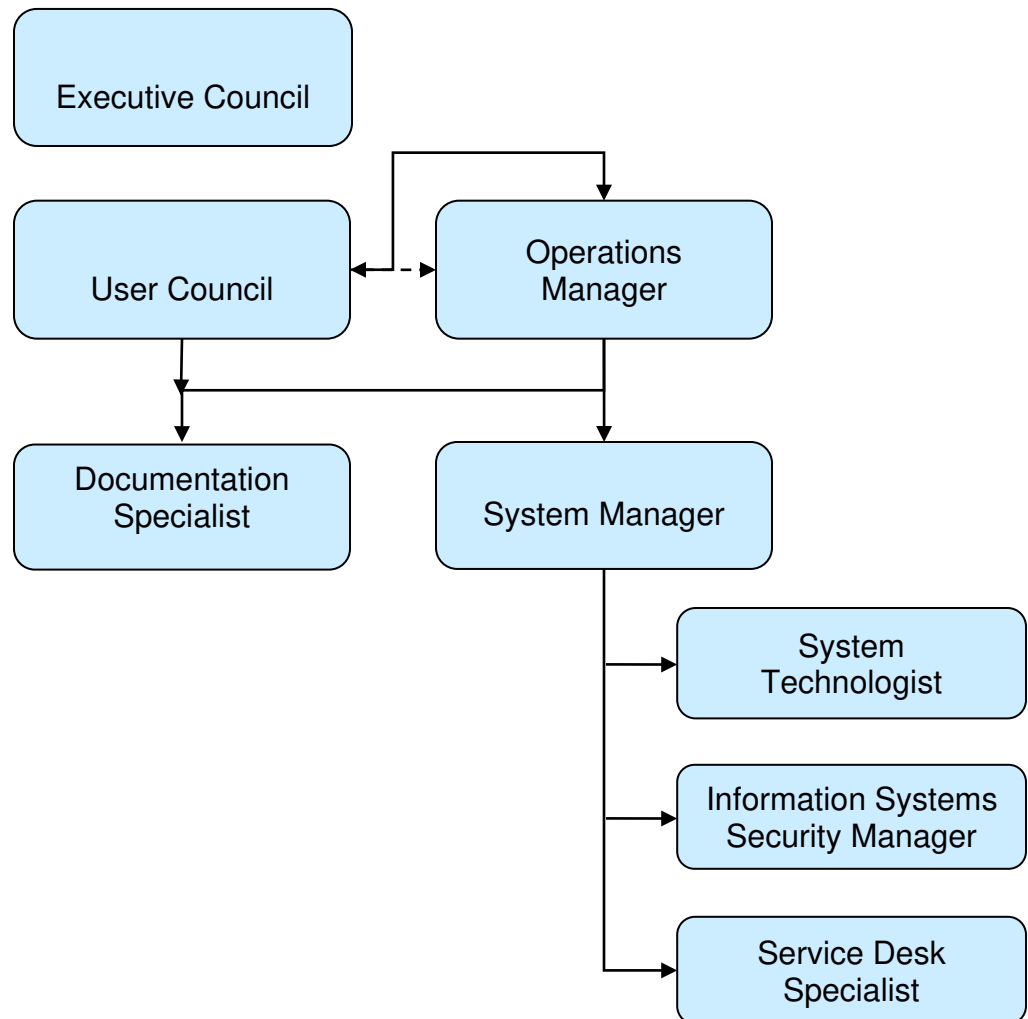 Executive Council
User Council
Operations
Manager
Documentation
Specialist
System Manager
System
Technologist
Information Systems
Security Manager
Service Desk
Specialist